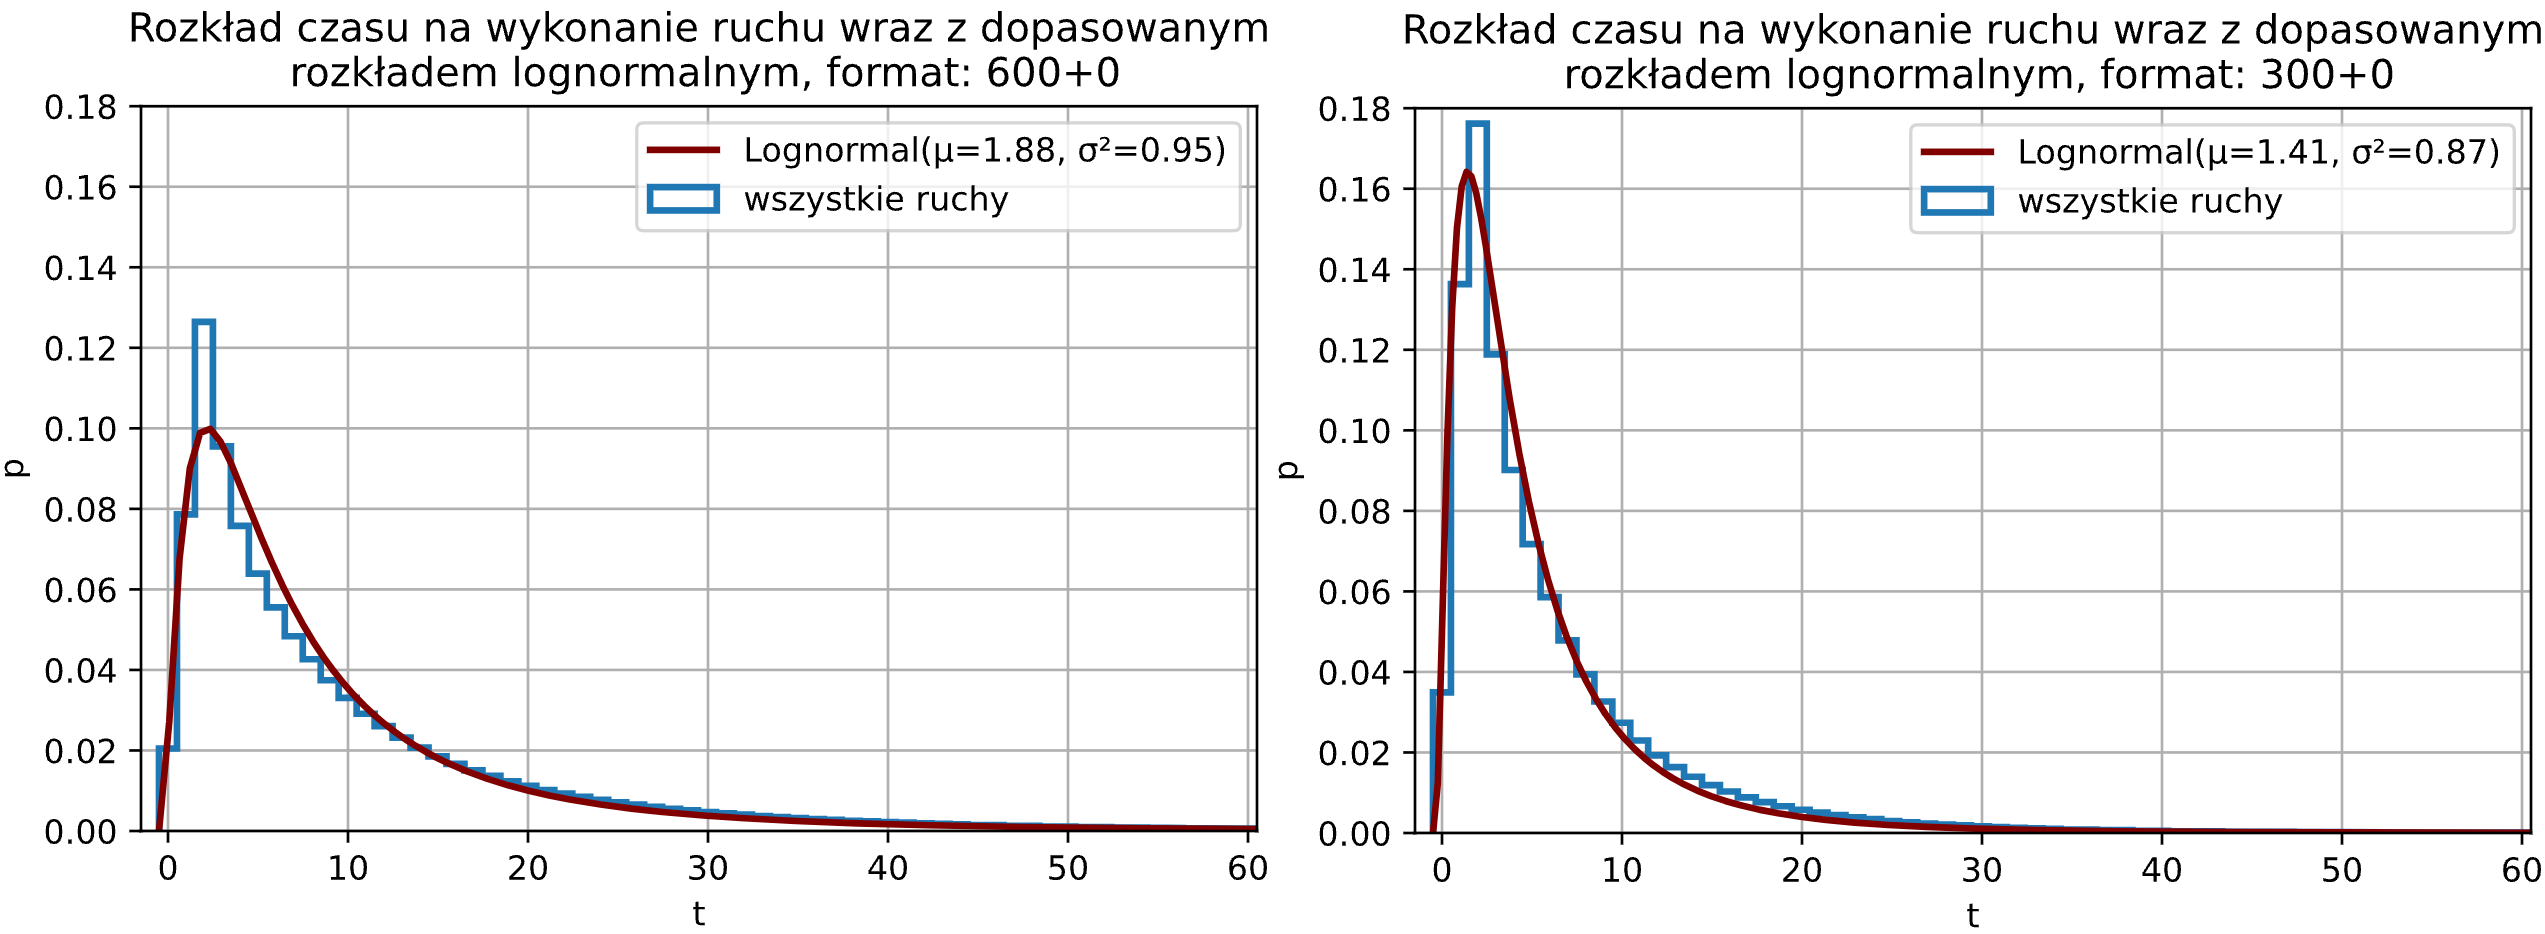 Rozkład czasu na wykonanie ruchu wraz z dopasowanym
rozkładem lognormalnym, format: 600+0
0.18
0.16
0.14
0.12
0.10
0.08
0.06
0.04
0.02
0.00
p
Lognormal(μ=1.88, σ²=0.95)
wszystkie ruchy
0 10 20 30 40 50 60
t
Rozkład czasu na wykonanie ruchu wraz z dopasowanym
rozkładem lognormalnym, format: 300+0
0.18
0.16
0.14
0.12
0.10
0.08
0.06
0.04
0.02
0.00
p
Lognormal(μ=1.41, σ²=0.87)
wszystkie ruchy
0 10 20 30 40 50 60
t